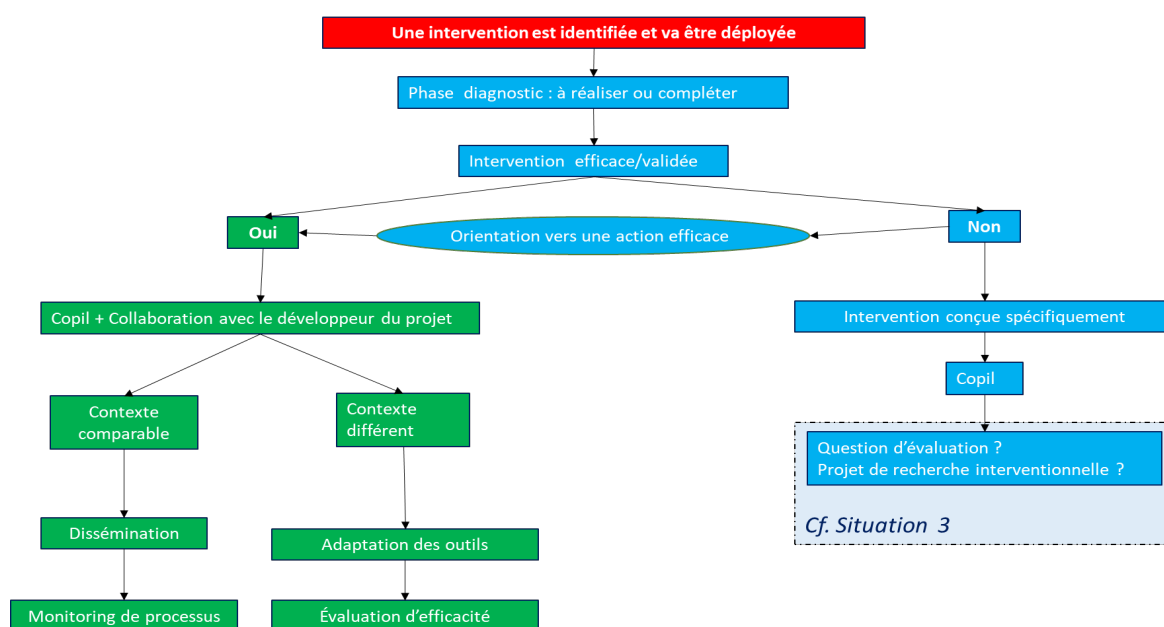 Une intervention est identifiée et va être déployée
Phase diagnostic : à réaliser ou compléter
Intervention efficace/validée
Oui
Orientation vers une action efficace
Non
Copil + Collaboration avec le développeur du projet
Intervention conçue spécifiquement
Copil
Contexte
comparable
Contexte
différent
Question d'évaluation ?
Projet de recherche interventionnelle ?
Cf. Situation 3
Dissémination
Adaptation des outils
Monitoring de processus
Évaluation d'efficacité